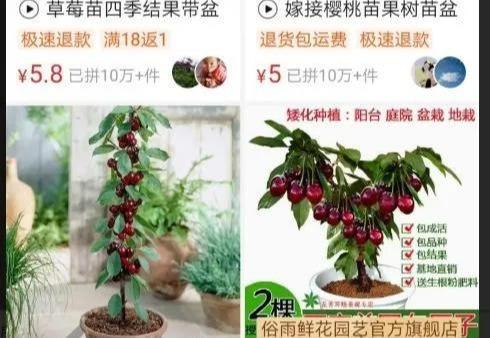 草莓苗四季结果带盆
极速退款 满18返1
¥5.8 已拼10万+件
嫁接樱桃苗果树苗盆
退货包运费 极速退款
¥5 已拼10万+件
矮化种植：阳台 庭院 盆栽 地栽
包成活
包品种
包结果
基地直销
送生根粉肥料
2棵
俗雨鲜花园艺官方旗舰店